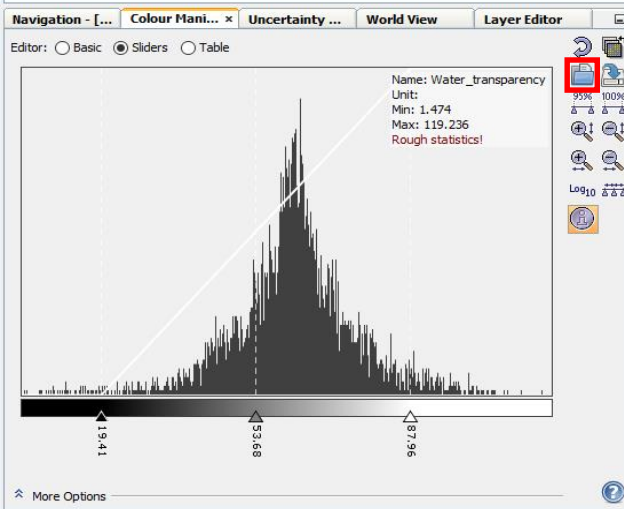 Navigation - [... Colour Mani... × Uncertainty ... World View Layer Editor
Editor: Basic Sliders Table
Name: Water_transparency
Unit:
Min: 1.474
Max: 119.236
Rough statistics!
95% 100%
Log10
19.41 53.68 87.96
More Options